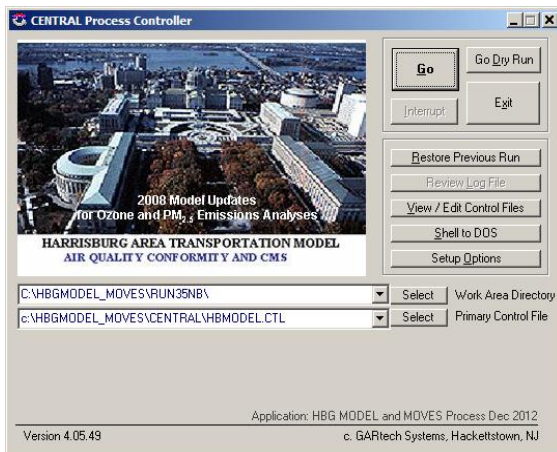 CENTRAL Process Controller
2008 Model Updates
for Ozone and PM2.5 Emissions Analyses
HARRISBURG AREA TRANSPORTATION MODEL
AIR QUALITY CONFORMITY AND CMS
Go
Go Dry Run
Interrupt
Exit
Restore Previous Run
Review Log File
View / Edit Control Files
Shell to DOS
Setup Options
C:\HBGMODEL_MOVES\RUN35NB\
Select
Work Area Directory
c:\HBGMODEL_MOVES\CENTRAL\HBMODEL.CTL
Select
Primary Control File
Application: HBG MODEL and MOVES Process Dec 2012
Version 4.05.49
c. GARtech Systems, Hackettstown, NJ